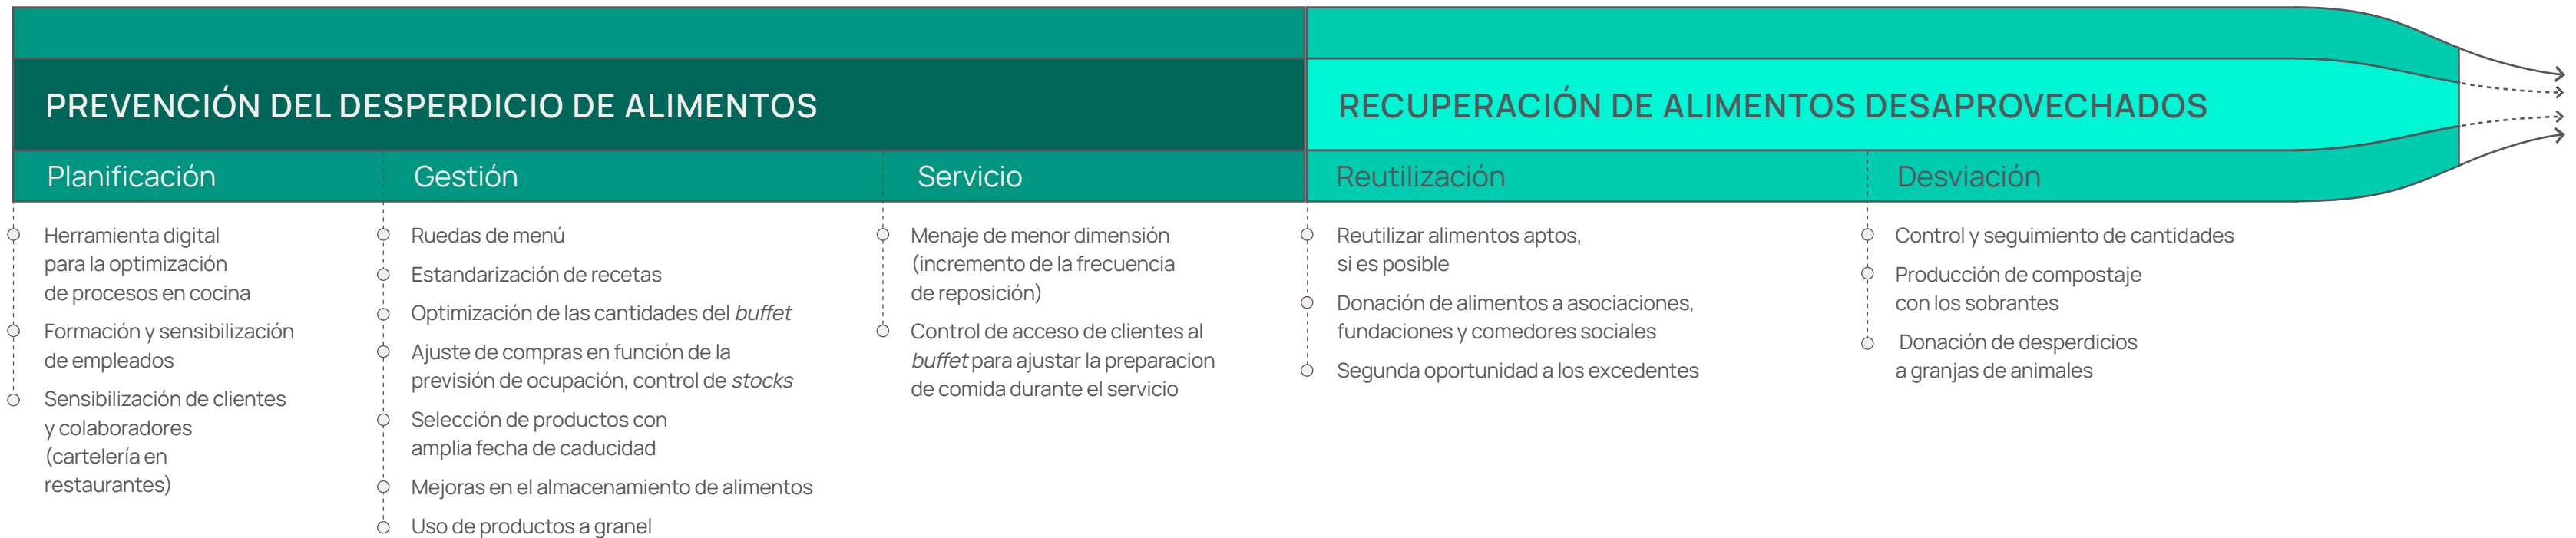 PREVENCIÓN DEL DESPERDICIO DE ALIMENTOS
Planificación
Herramienta digital
para la optimización
de procesos en cocina
Formación y sensibilización
de empleados
Sensibilización de clientes
y colaboradores
(cartelería en
restaurantes)
Gestión
Ruedas de menú
Estandarización de recetas
Optimización de las cantidades del buffet
Ajuste de compras en función de la
previsión de ocupación, control de stocks
Selección de productos con
amplia fecha de caducidad
Mejoras en el almacenamiento de alimentos
Uso de productos a granel
Servicio
Menaje de menor dimensión
(incremento de la frecuencia
de reposición)
Control de acceso de clientes al
buffet para ajustar la preparacion
de comida durante el servicio
RECUPERACIÓN DE ALIMENTOS DESAPROVECHADOS
Reutilización
Reutilizar alimentos aptos,
si es posible
Donación de alimentos a asociaciones,
fundaciones y comedores sociales
Segunda oportunidad a los excedentes
Desviación
Control y seguimiento de cantidades
Producción de compostaje
con los sobrantes
Donación de desperdicios
a granjas de animales